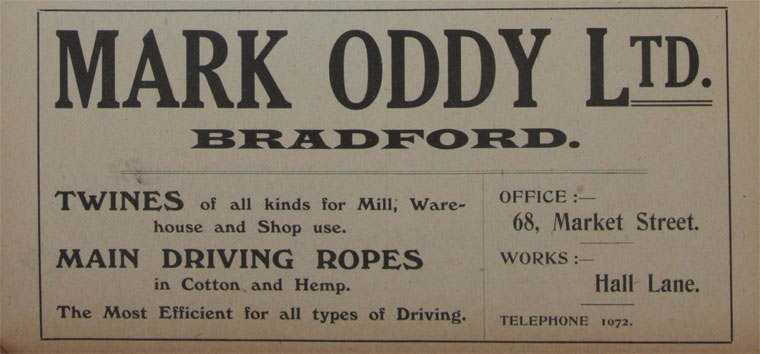 MARK ODDY LTD.
BRADFORD.
TWINES of all kinds for Mill, Ware-
house and Shop use.
MAIN DRIVING ROPES
in Cotton and Hemp.
The Most Efficient for all types of Driving.
OFFICE :—
68, Market Street.
WORKS :—
Hall Lane.
TELEPHONE 1072.